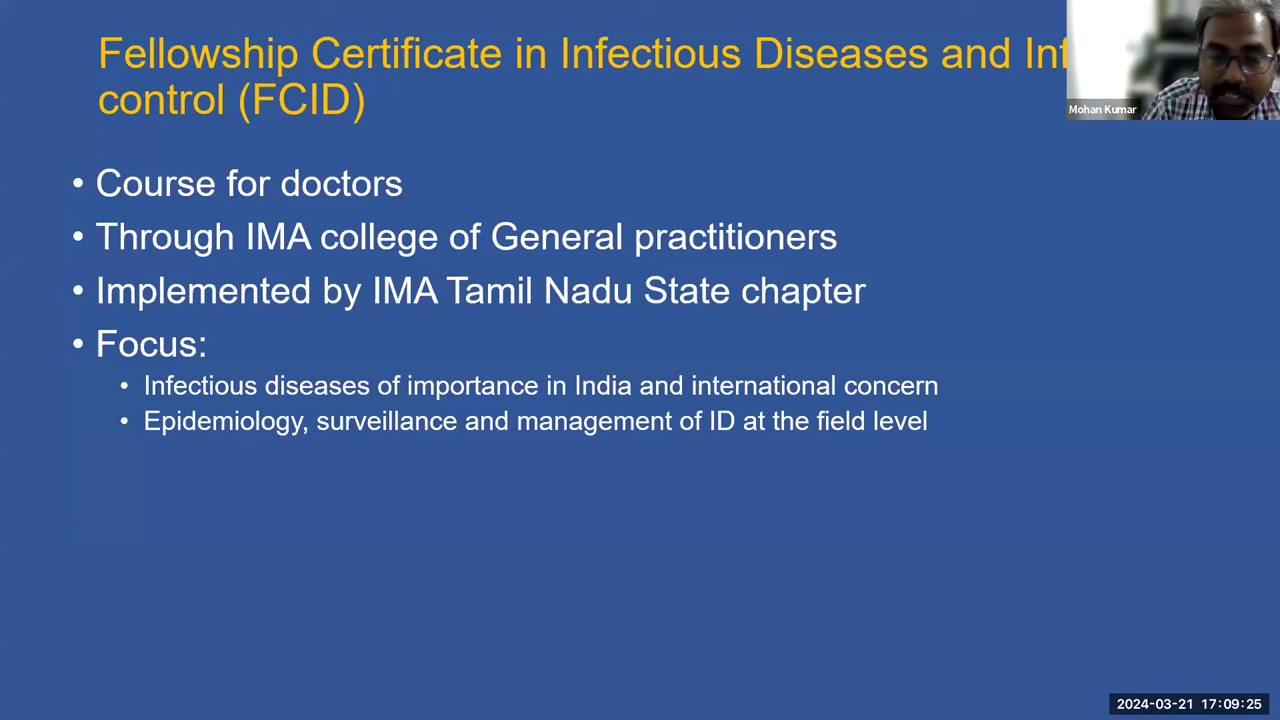 Fellowship Certificate in Infectious Diseases and
control (FCID)
Mohan Kumar
• Course for doctors
• Through IMA college of General practitioners
• Implemented by IMA Tamil Nadu State chapter
• Focus:
• Infectious diseases of importance in India and international concern
• Epidemiology, surveillance and management of ID at the field level
2024-03-21 17:09:25